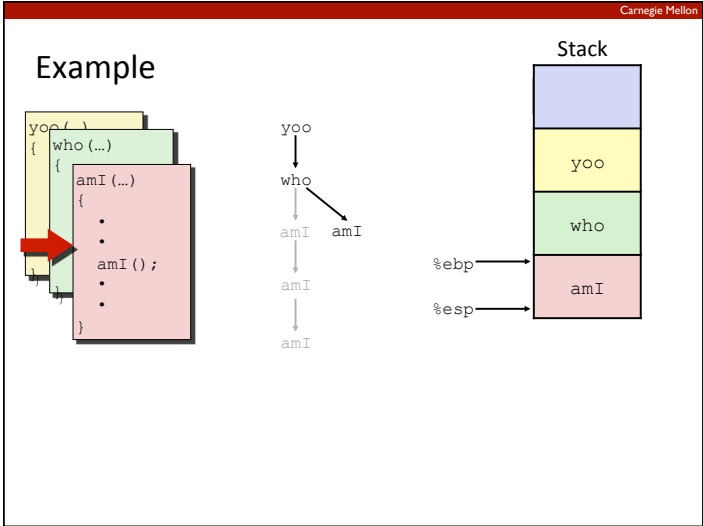 Carnegie Mellon
Example
yoo(…)
{
}
who(…)
{
}
amI(…)
{
•
•
amI();
•
•
}
yoo
who
amI
amI
amI
amI
Stack
yoo
who
amI
%ebp
%esp